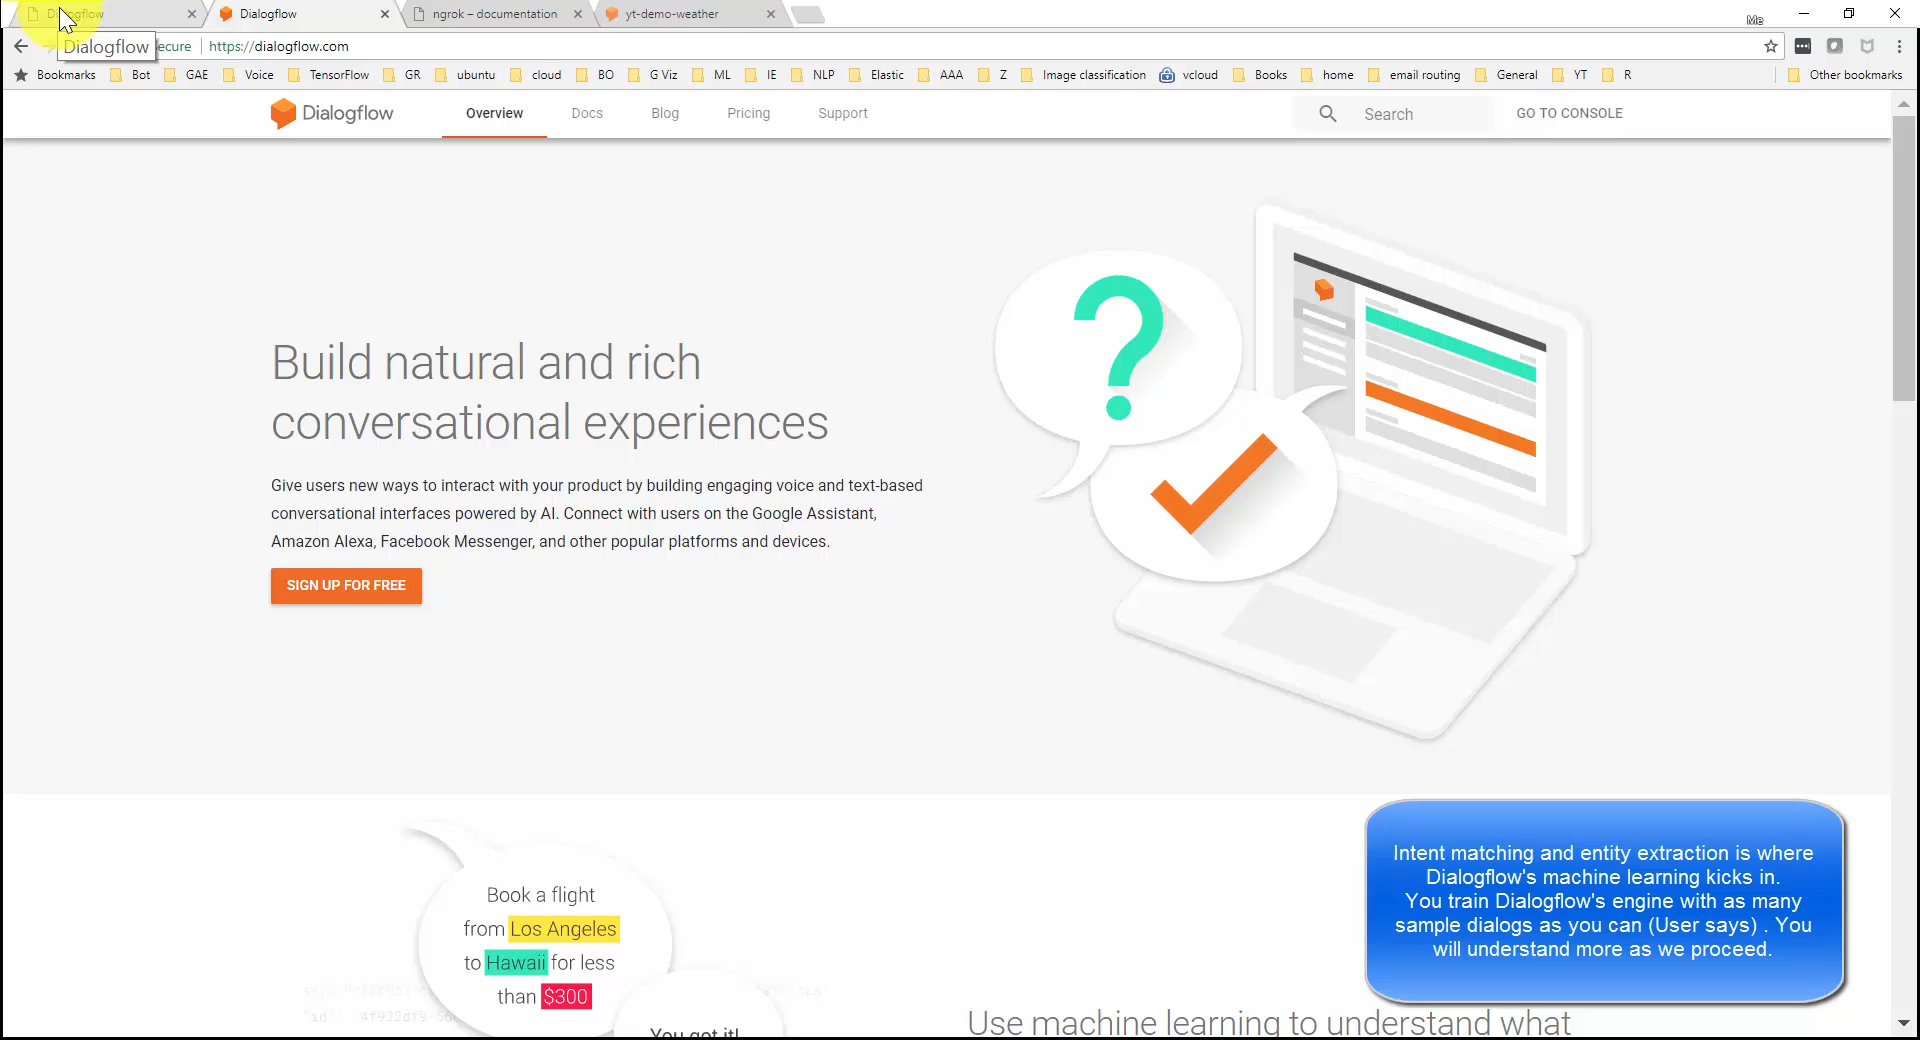 Dialogflow
Dialogflow
ngrok – documentation
yt-demo-weather
Me
Dialogflow
ecure
https://dialogflow.com
Bookmarks
Bot
GAE
Voice
TensorFlow
GR
ubuntu
cloud
BO
G Viz
ML
IE
NLP
Elastic
AAA
Z
Image classification
vcloud
Books
home
email routing
General
YT
R
Other bookmarks
Dialogflow
Overview
Docs
Blog
Pricing
Support
Search
GO TO CONSOLE
Build natural and rich
conversational experiences
Give users new ways to interact with your product by building engaging voice and text-based
conversational interfaces powered by AI. Connect with users on the Google Assistant,
Amazon Alexa, Facebook Messenger, and other popular platforms and devices.
SIGN UP FOR FREE
Intent matching and entity extraction is where
Dialogflow's machine learning kicks in.
You train Dialogflow's engine with as many
sample dialogs as you can (User says) . You
will understand more as we proceed.
Book a flight
from Los Angeles
to Hawaii for less
than $300
"id":
You got it!
Use machine learning to understand what